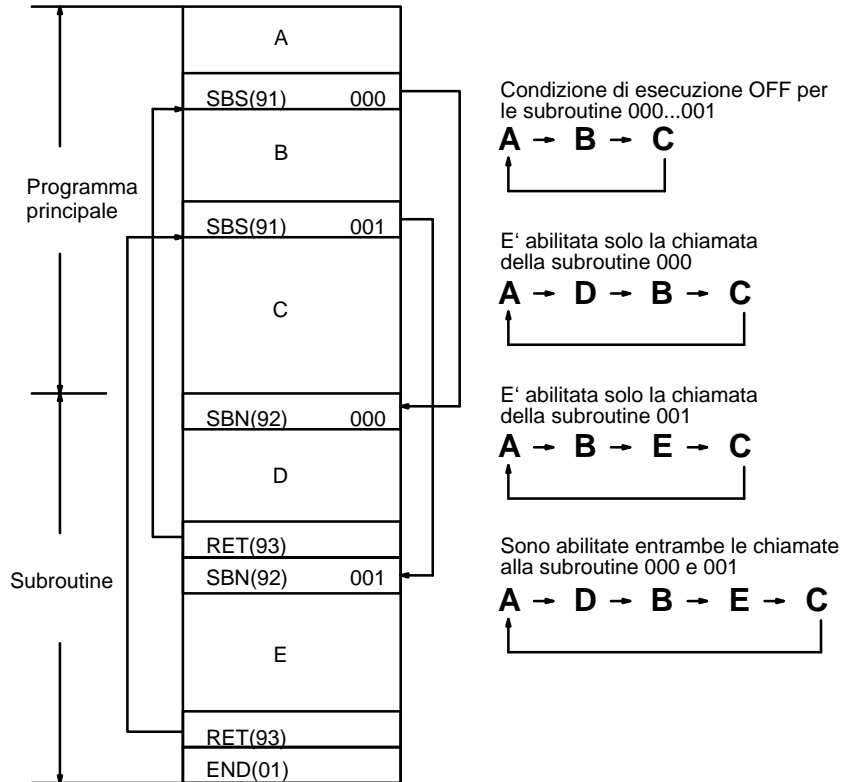 A
SBS(91) 000
B
SBS(91) 001
C
SBN(92) 000
D
RET(93)
SBN(92) 001
E
RET(93)
END(01)
Programma
principale
Subroutine
Condizione di esecuzione OFF per
le subroutine 000...001
A → B → C
E‘ abilitata solo la chiamata
della subroutine 000
A → D → B → C
E‘ abilitata solo la chiamata
della subroutine 001
A → B → E → C
Sono abilitate entrambe le chiamate
alla subroutine 000 e 001
A → D → B → E → C